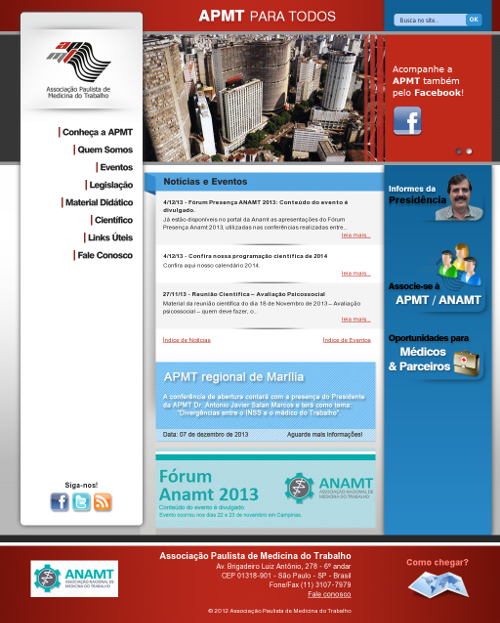 APMT PARA TODOS
Busca no site..
OK
apmt
Associação Paulista de
Medicina do Trabalho
Conheça a APMT
Quem Somos
Eventos
Legislação
Material Didático
Científico
Links Úteis
Fale Conosco
Siga-nos!
Acompanhe a
APMT também
pelo Facebook!
Notícias e Eventos
4/12/13 - Fórum Presença ANAMT 2013: Conteúdo do evento é
divulgado.
Já estão disponíveis no portal da Anamt as apresentações do Fórum
Presença Anamt 2013, utilizadas nas conferências realizadas entre...
leia mais...
4/12/13 - Confira nossa programação científica de 2014
Confira aqui nosso calendário 2014.
leia mais...
27/11/13 - Reunião Científica – Avaliação Psicossocial
Material da reunião científica do dia 18 de Novembro de 2013 – Avaliação
psicossocial – quem deve fazer, o...
leia mais...
Índice de Notícias
Índice de Eventos
APMT regional de Marília
A conferência de abertura contará com a presença do Presidente
da APMT Dr. Antonio Javier Salan Marcos e terá como tema:
"Divergências entre o INSS e o médico do Trabalho".
Data: 07 de dezembro de 2013
Aguarde mais informações!
Fórum
Anamt 2013
Conteúdo do evento é divulgado.
Evento ocorreu nos dias 22 e 23 de novembro em Campinas.
ANAMT
ASSOCIAÇÃO NACIONAL DE
MEDICINA DO TRABALHO
Informes da
Presidência
Associe-se à
APMT / ANAMT
Oportunidades para
Médicos
& Parceiros
ANAMT
ASSOCIAÇÃO NACIONAL DE
MEDICINA DO TRABALHO
Associação Paulista de Medicina do Trabalho
Av. Brigadeiro Luiz Antônio, 278 - 6º andar
CEP 01318-901 - São Paulo - SP - Brasil
Fone/Fax (11) 3107-7979
Fale conosco
© 2012 Associação Paulista de Medicina do Trabalho
Como chegar?